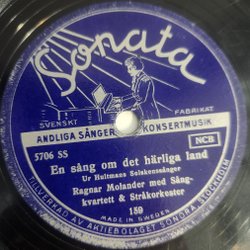 Sonata
SVENSKT FABRIKAT
ANDLIGA SÅNGER KONSERTMUSIK
5706 SS
NCB
En sång om det härliga land
Ur Hultmans Solskenssånger
Ragnar Molander med Sång-
kvartett & Stråkorkester
159
MADE IN SWEDEN
TILLVERKAD AV AKTIEBOLAGET SONORA STOCKHOLM